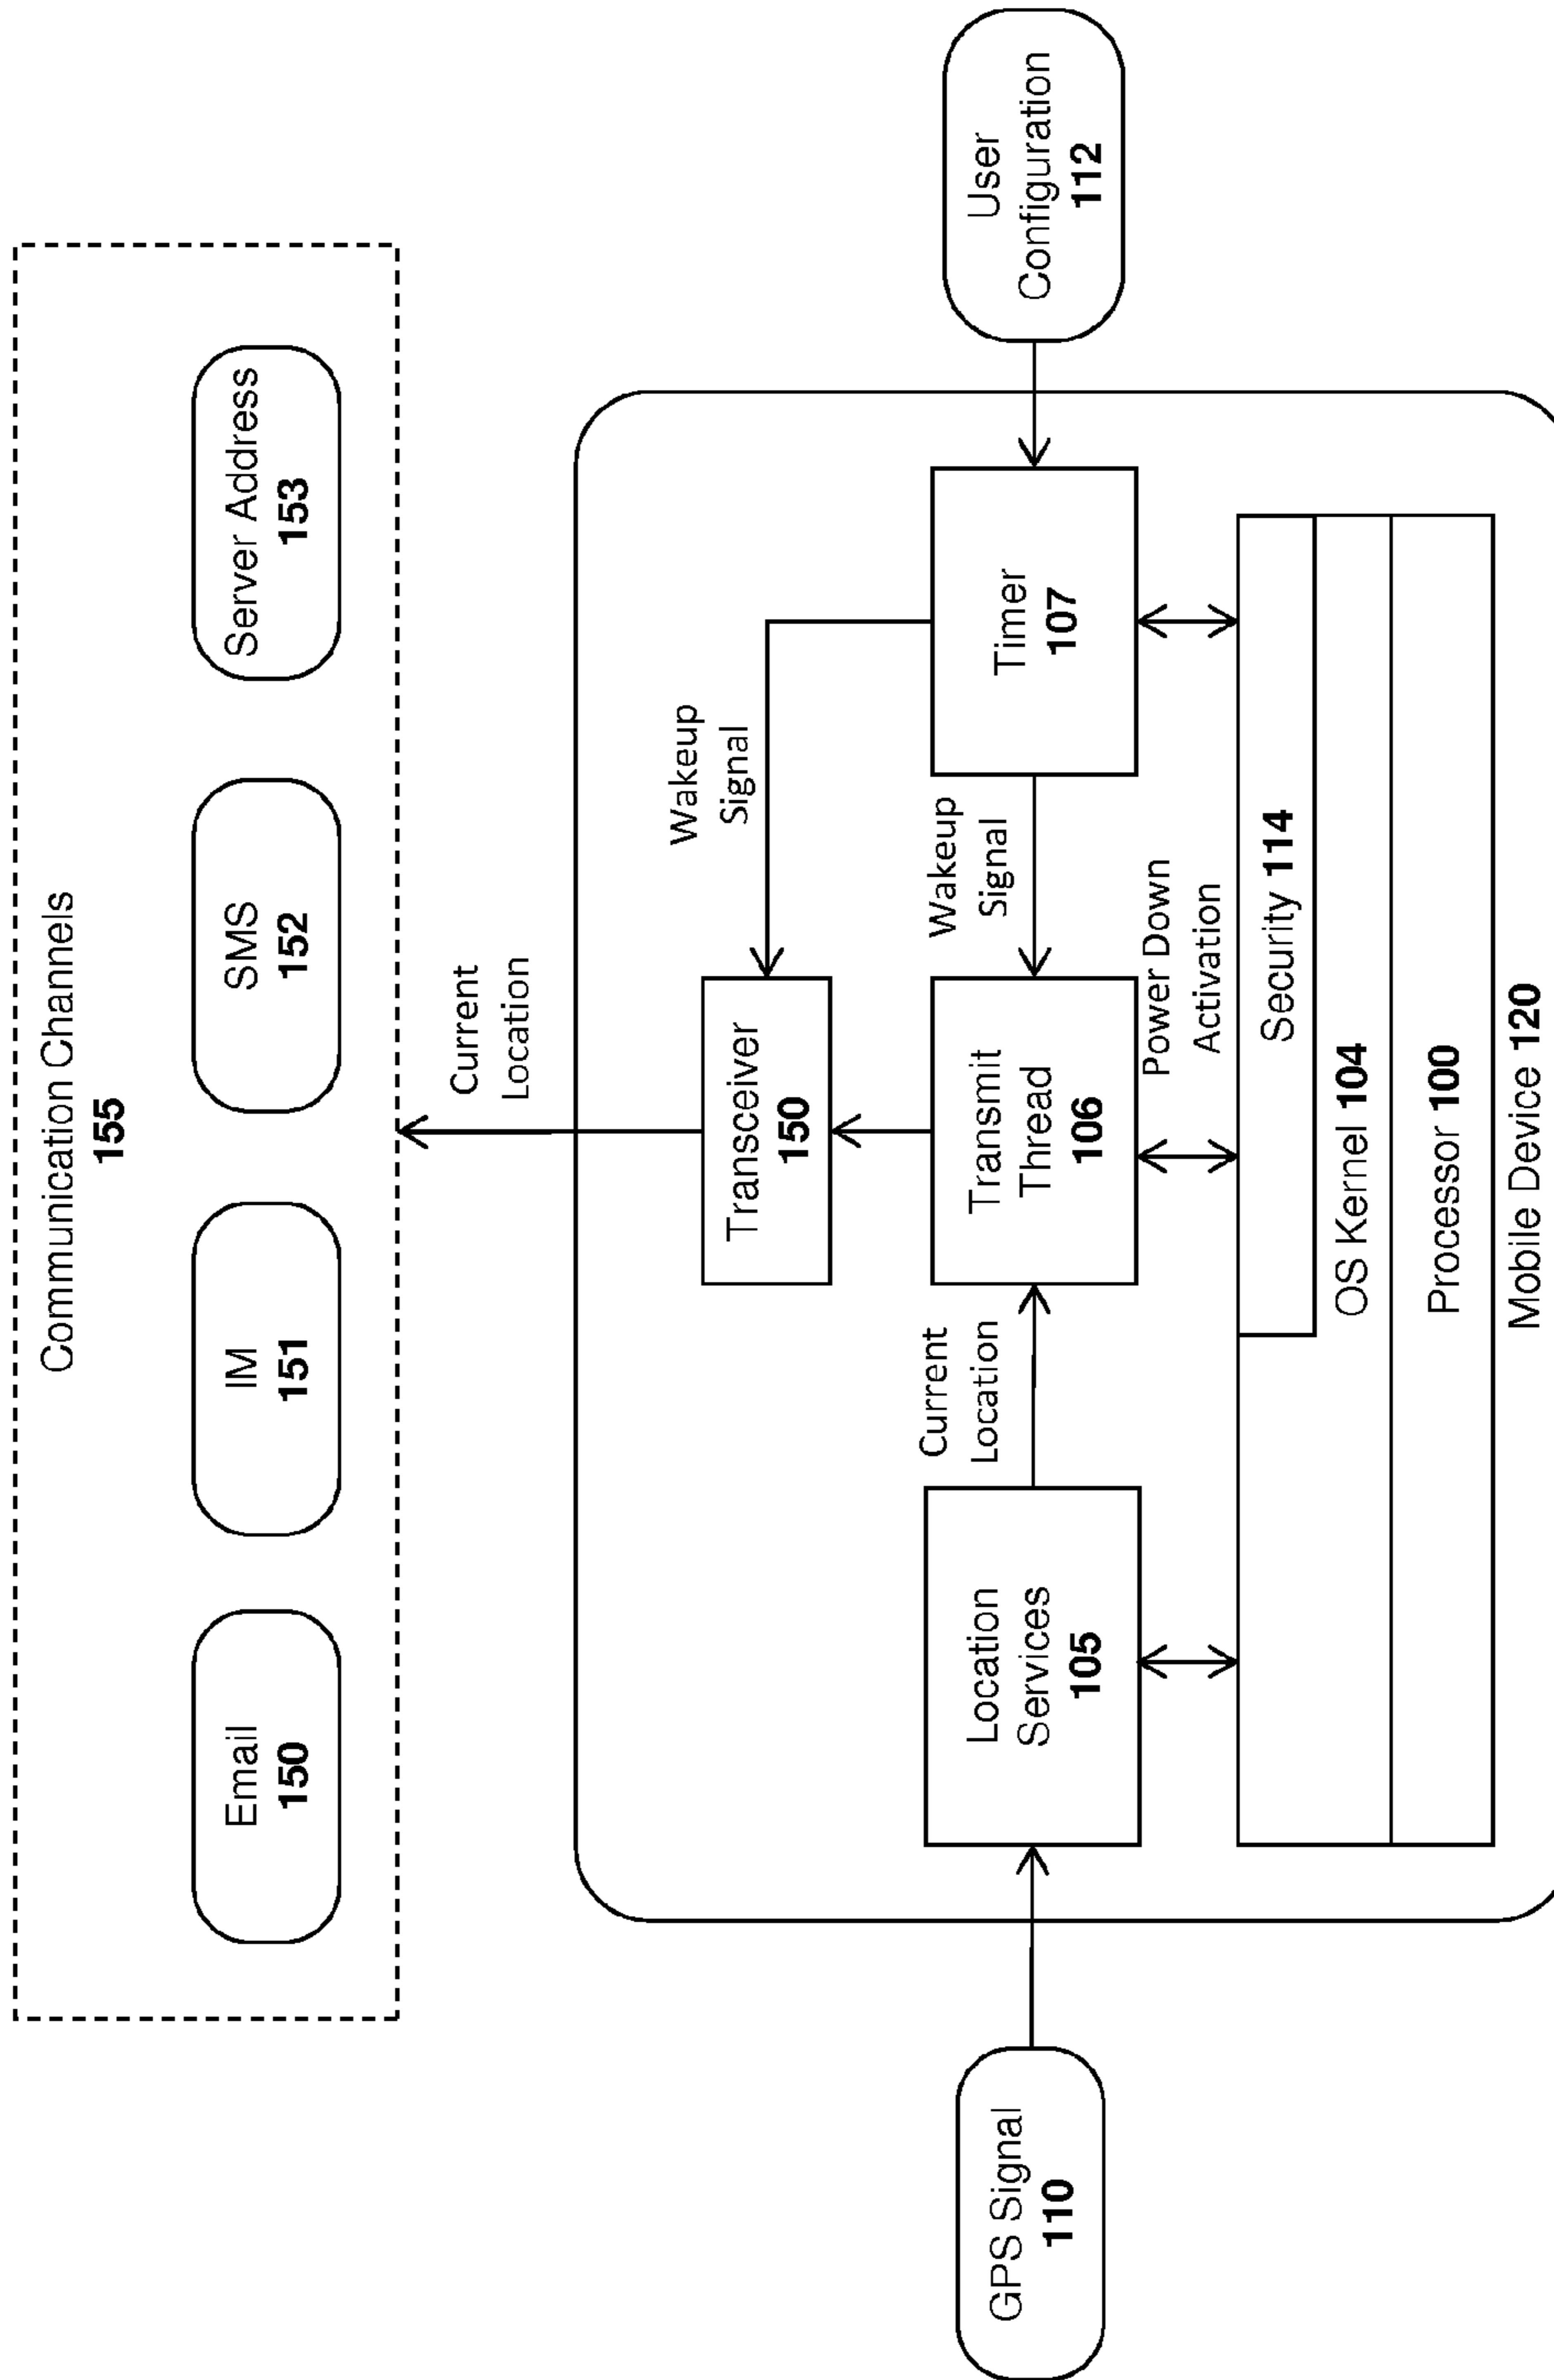 Communication Channels
155
Email
150
IM
151
SMS
152
Server Address
153
Current
Location
Transceiver
150
Wakeup
Signal
GPS Signal
110
Location
Services
105
Current
Location
Transmit
Thread
106
Wakeup
Signal
Timer
107
User
Configuration
112
Power Down
Activation
Security 114
OS Kernel 104
Processor 100
Mobile Device 120